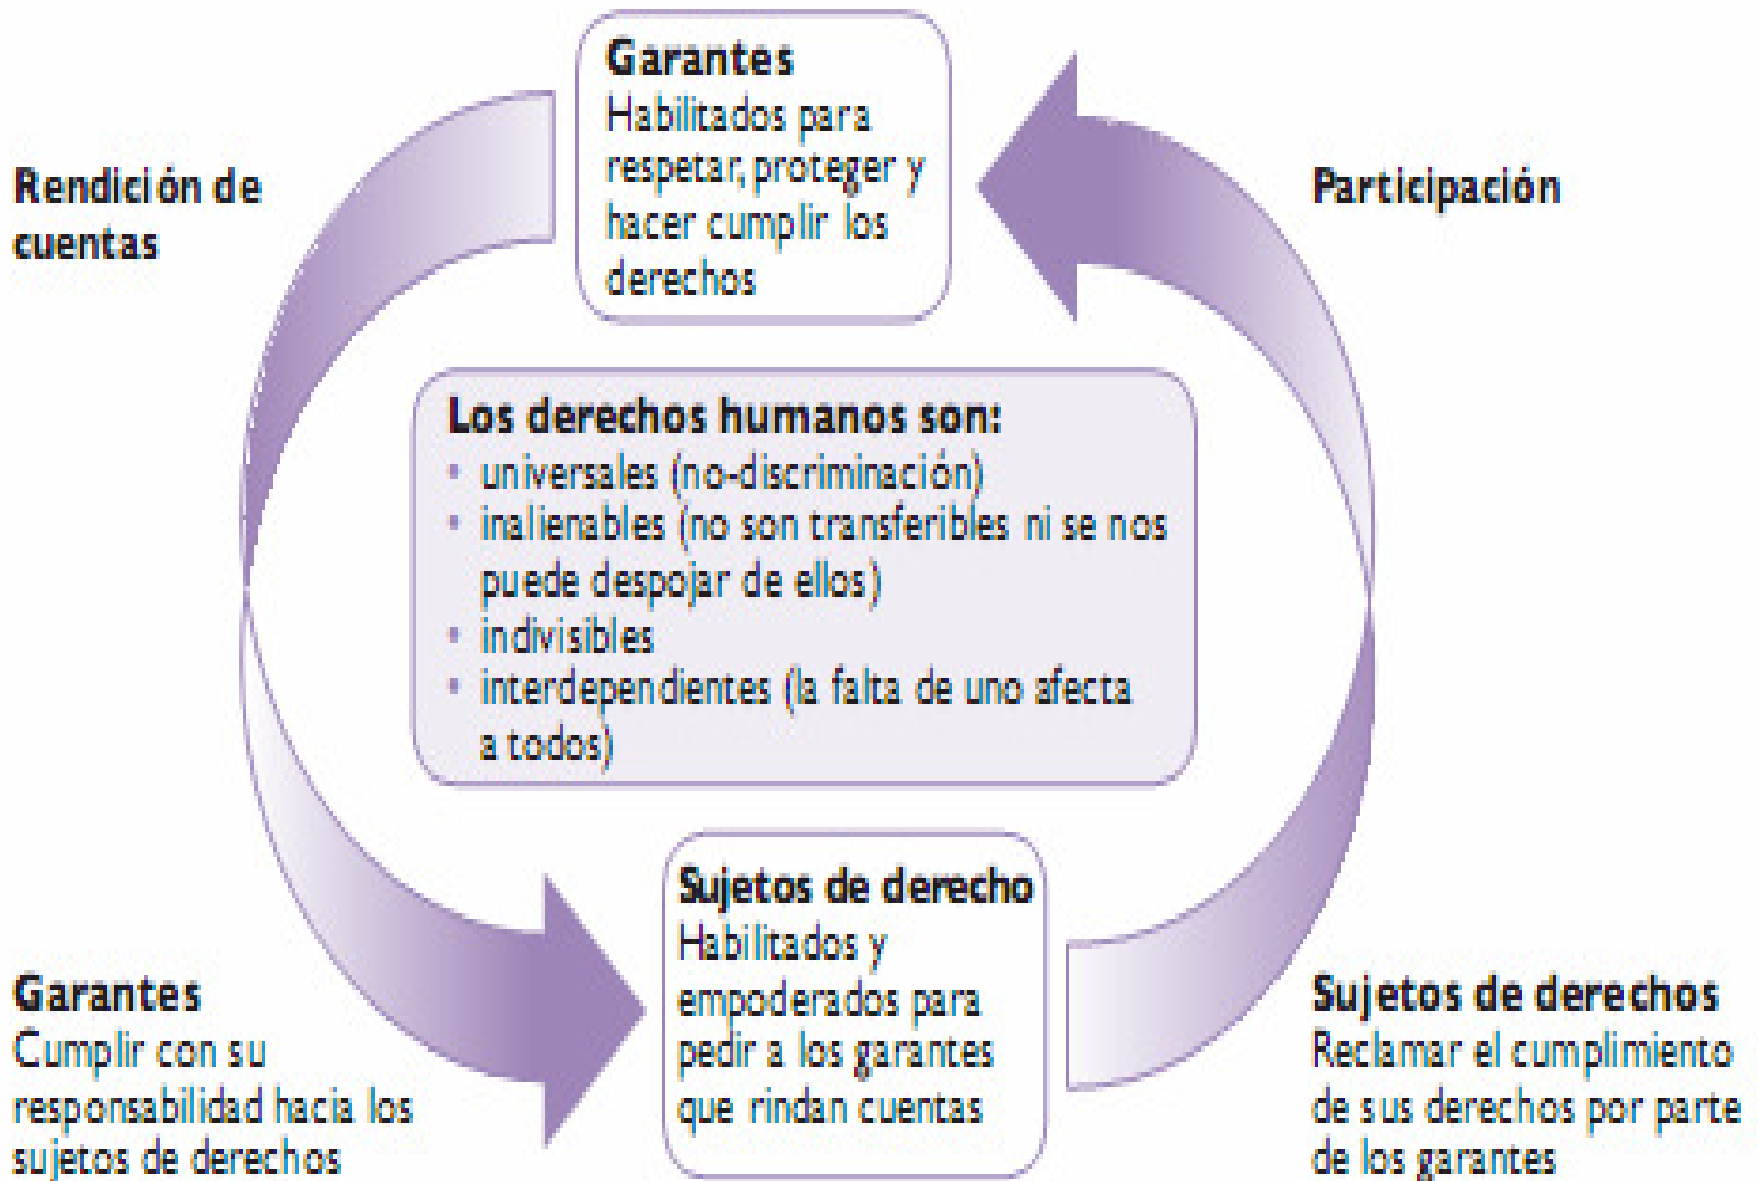 Garantes
Habilitados para
respetar, proteger y
hacer cumplir los
derechos
Rendición de
cuentas
Participación
Los derechos humanos son:
• universales (no-discriminación)
• inalienables (no son transferibles ni se nos
puede despojar de ellos)
• indivisibles
• interdependientes (la falta de uno afecta
a todos)
Sujetos de derecho
Habilitados y
empoderados para
pedir a los garantes
que rindan cuentas
Garantes
Cumplir con su
responsabilidad hacia los
sujetos de derechos
Sujetos de derechos
Reclamar el cumplimiento
de sus derechos por parte
de los garantes